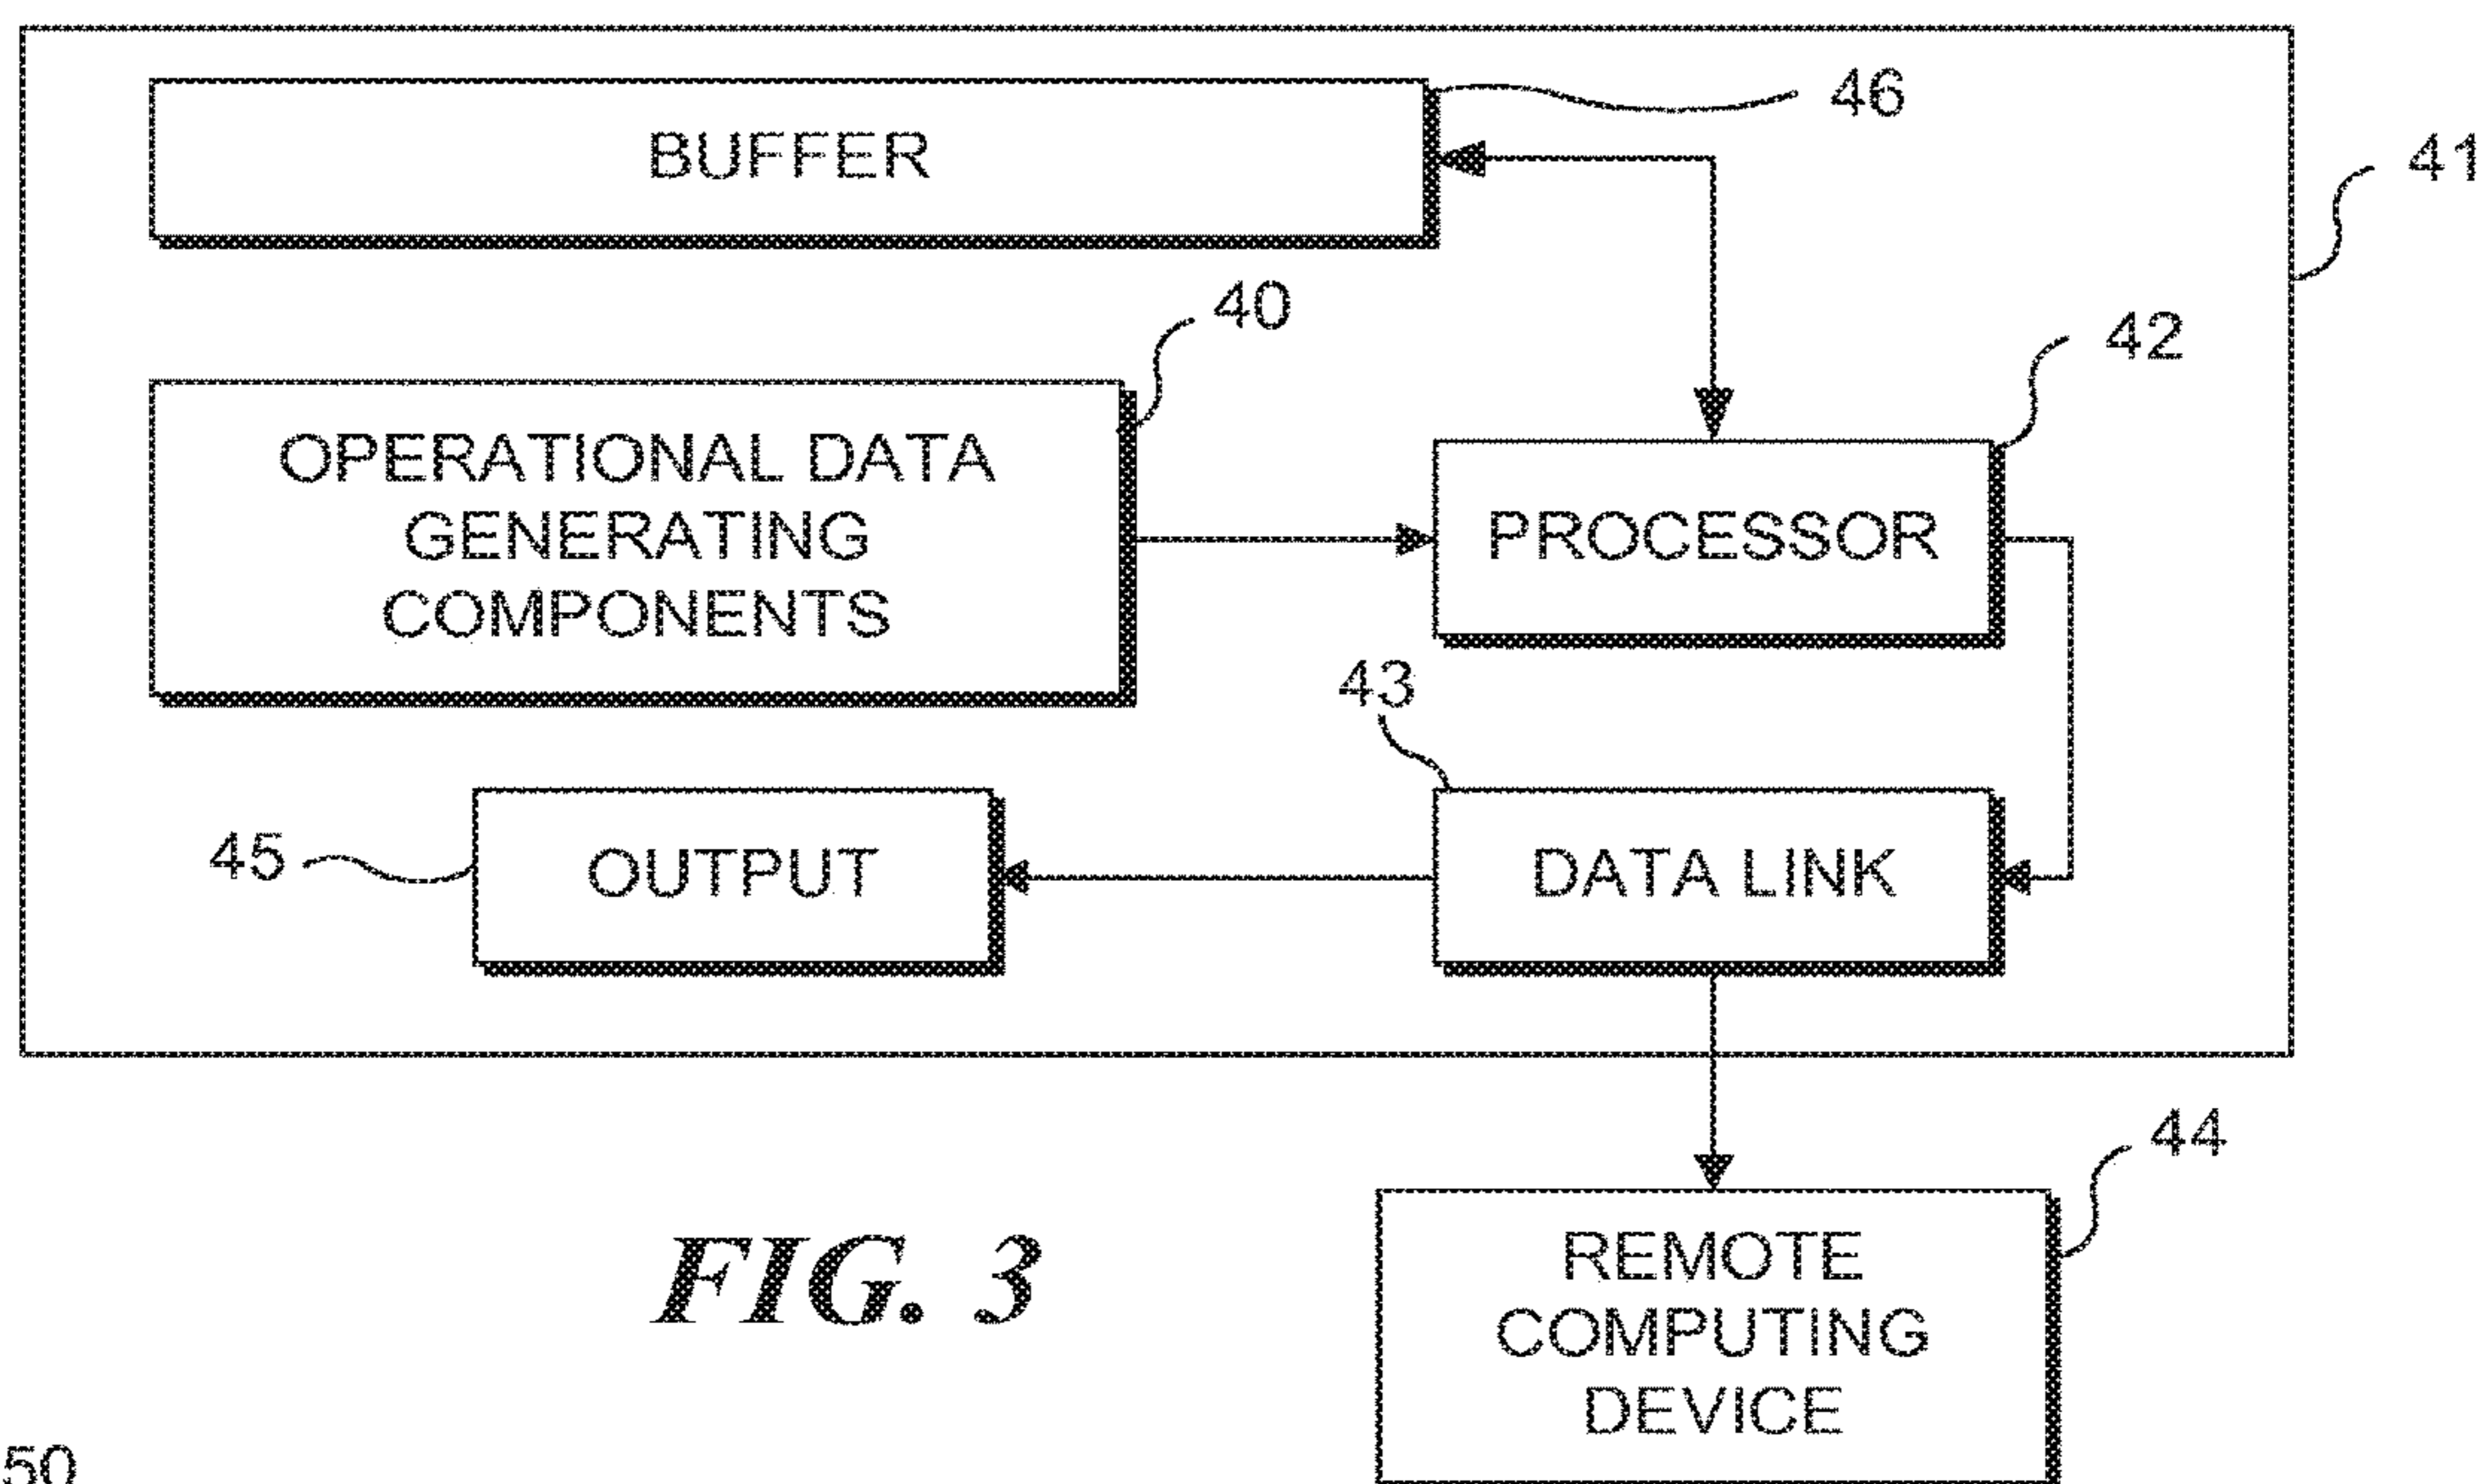 46
BUFFER
41
40
42
OPERATIONAL DATA
GENERATING
COMPONENTS
PROCESSOR
43
45
OUTPUT
DATA LINK
44
FIG. 3
REMOTE
COMPUTING
DEVICE
50